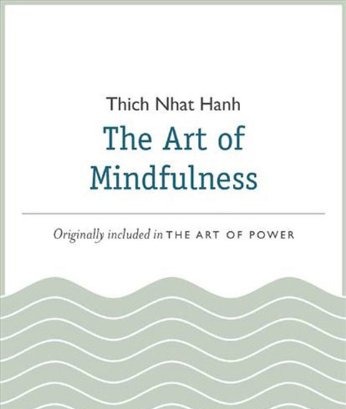 Thich Nhat Hanh
The Art of
Mindfulness
Originally included in THE ART OF POWER